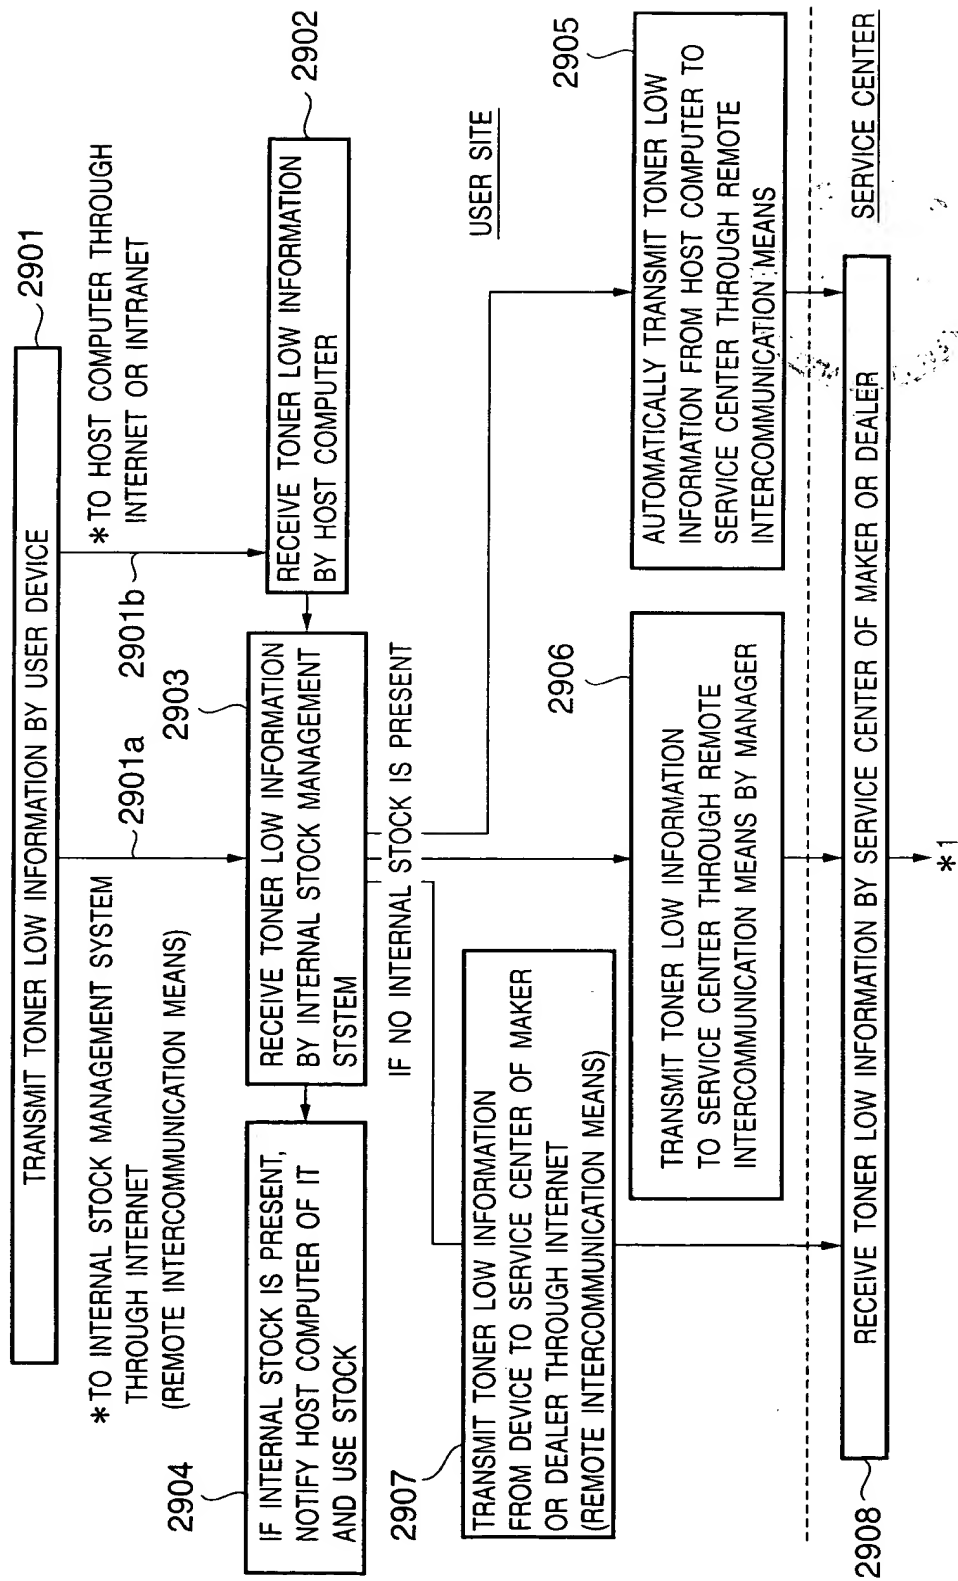 TRANSMIT TONER LOW INFORMATION BY USER DEVICE
2901
*TO INTERNAL STOCK MANAGEMENT SYSTEM
THROUGH INTERNET
(REMOTE INTERCOMMUNICATION MEANS)
2901a
2901b
*TO HOST COMPUTER THROUGH
INTERNET OR INTRANET
2904
IF INTERNAL STOCK IS PRESENT,
NOTIFY HOST COMPUTER OF IT
AND USE STOCK
2903
RECEIVE TONER LOW INFORMATION
BY INTERNAL STOCK MANAGEMENT
STSTEM
2902
RECEIVE TONER LOW INFORMATION
BY HOST COMPUTER
IF NO INTERNAL STOCK IS PRESENT
USER SITE
2907
TRANSMIT TONER LOW INFORMATION
FROM DEVICE TO SERVICE CENTER OF MAKER
OR DEALER THROUGH INTERNET
(REMOTE INTERCOMMUNICATION MEANS)
2906
TRANSMIT TONER LOW INFORMATION
TO SERVICE CENTER THROUGH REMOTE
INTERCOMMUNICATION MEANS BY MANAGER
2905
AUTOMATICALLY TRANSMIT TONER LOW
INFORMATION FROM HOST COMPUTER TO
SERVICE CENTER THROUGH REMOTE
INTERCOMMUNICATION MEANS
SERVICE CENTER
2908
RECEIVE TONER LOW INFORMATION BY SERVICE CENTER OF MAKER OR DEALER
*1